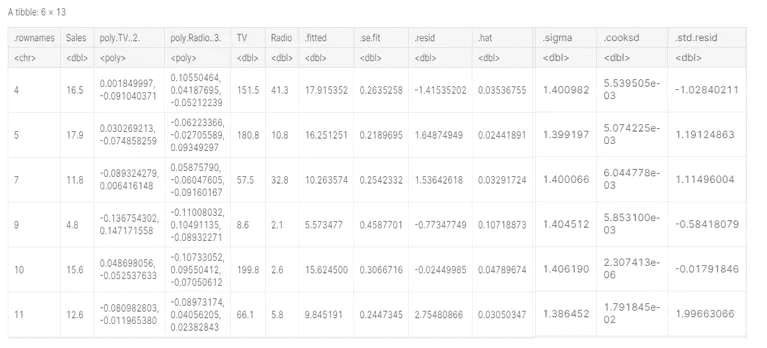 A tibble: 6 × 13
.rownames Sales poly.TV..2. poly.Radio..3. TV Radio .fitted .se.fit .resid .hat .sigma .cooksd .std.resid
<chr> <dbl> <poly> <poly> <dbl> <dbl> <dbl> <dbl> <dbl> <dbl> <dbl> <dbl> <dbl>
4 16.5 0.001849997, -0.091040371 0.10550464, 0.04187695, -0.05212239 151.5 41.3 17.915352 0.2635258 -1.41535202 0.03536755 1.400982 5.539505e-03 -1.02840211
5 17.9 0.030269213, -0.074858259 -0.06223366, -0.02705589, 0.09349297 180.8 10.8 16.251251 0.2189695 1.64874949 0.02441891 1.399197 5.074225e-03 1.19124863
7 11.8 -0.089324279, 0.006416148 0.05875790, -0.06047605, -0.09160167 57.5 32.8 10.263574 0.2542332 1.53642618 0.03291724 1.400066 6.044778e-03 1.11496004
9 4.8 -0.136754302, 0.147171558 -0.11008032, 0.10491135, -0.08932271 8.6 2.1 5.573477 0.4587701 -0.77347749 0.10718873 1.404512 5.853100e-03 -0.58418079
10 15.6 0.048698056, -0.052537633 -0.10733052, 0.09550412, -0.07050612 199.8 2.6 15.624500 0.3066716 -0.02449985 0.04789674 1.406190 2.307413e-06 -0.01791846
11 12.6 -0.080982803, -0.011965380 -0.08973174, 0.04056205, 0.02382843 66.1 5.8 9.845191 0.2447345 2.75480866 0.03050347 1.386452 1.791845e-02 1.99663066